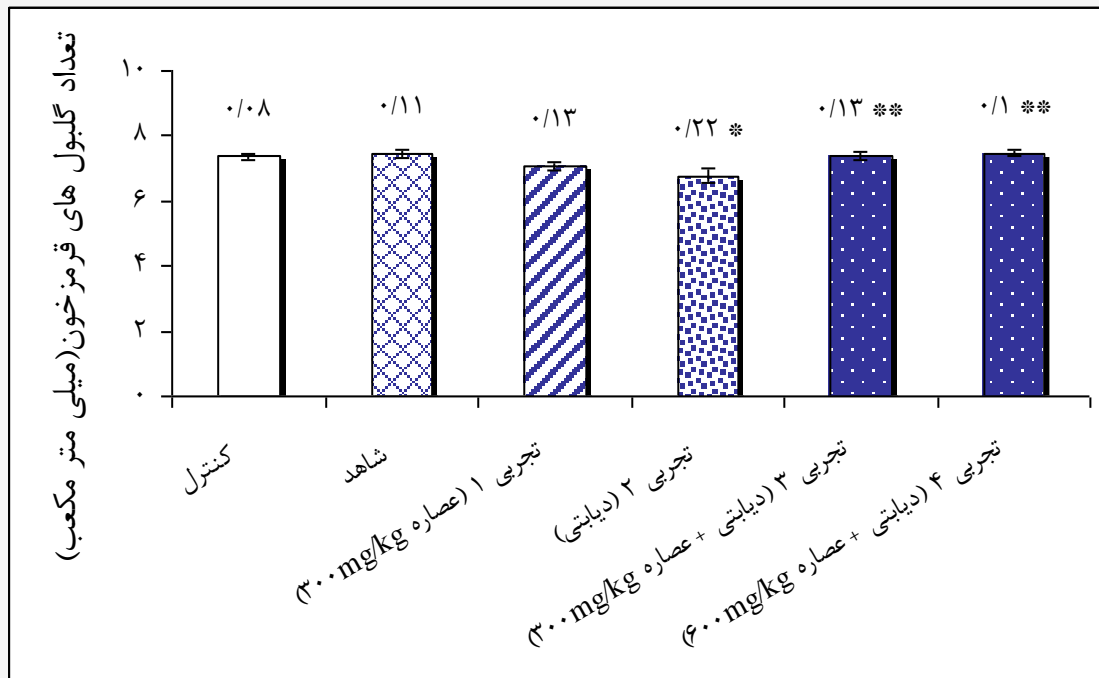 تعداد گلبول های قرمزخون(میلی متر مکعب)
۱۰
۸
۶
۴
۲
۰
۰/۰۸
۰/۱۱
۰/۱۳
۰/۲۲ *
۰/۱۳ **
۰/۱ **
کنترل
شاهد
تجربی ۱ (عصاره ۳۰۰mg/kg)
تجربی ۲ (دیابتی)
تجربی ۳ (دیابتی + عصاره ۳۰۰mg/kg)
تجربی ۴ (دیابتی + عصاره ۶۰۰mg/kg)